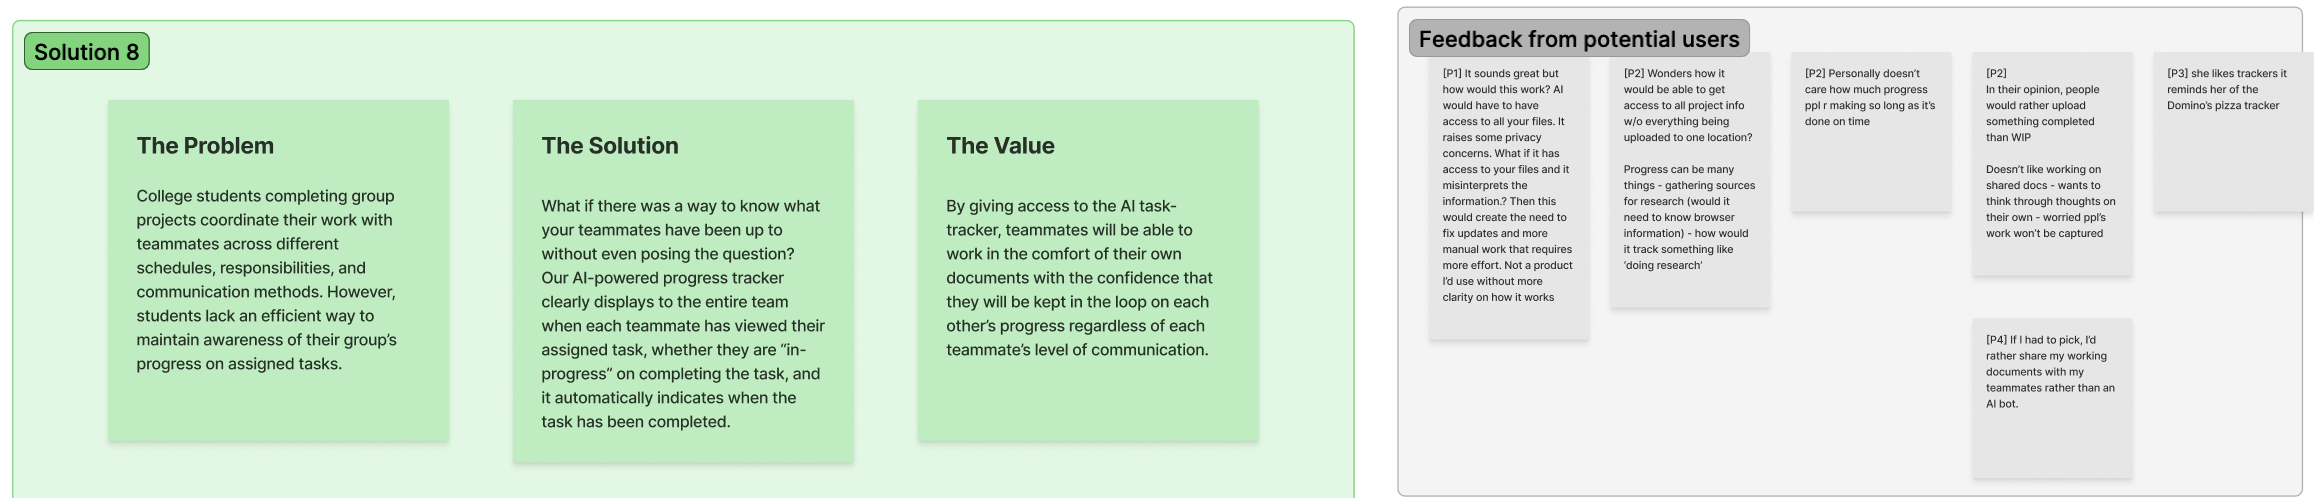 Solution 8
The Problem
College students completing group
projects coordinate their work with
teammates across different
schedules, responsibilities, and
communication methods. However,
students lack an efficient way to
maintain awareness of their group's
progress on assigned tasks.
The Solution
What if there was a way to know what
your teammates have been up to
without even posing the question?
Our AI-powered progress tracker
clearly displays to the entire team
when each teammate has viewed their
assigned task, whether they are “in-
progress” on completing the task, and
it automatically indicates when the
task has been completed.
The Value
By giving access to the AI task-
tracker, teammates will be able to
work in the comfort of their own
documents with the confidence that
they will be kept in the loop on each
other’s progress regardless of each
teammate’s level of communication.
Feedback from potential users
[P1] It sounds great but
how would this work? AI
would have to have
access to all your files. It
raises some privacy
concerns. What if it has
access to your files and it
misinterprets the
information.? Then this
would create the need to
fix updates and more
manual work that requires
more effort. Not a product
I’d use without more
clarity on how it works
[P2] Wonders how it
would be able to get
access to all project info
w/o everything being
uploaded to one location?
Progress can be many
things - gathering sources
for research (would it
need to know browser
information) - how would
it track something like
‘doing research’
[P2] Personally doesn’t
care how much progress
ppl r making so long as it’s
done on time
[P2]
In their opinion, people
would rather upload
something completed
than WIP
Doesn’t like working on
shared docs - wants to
think through thoughts on
their own - worried ppl’s
work won’t be captured
[P4] If I had to pick, I’d
rather share my working
documents with my
teammates rather than an
AI bot.
[P3] she likes trackers it
reminds her of the
Domino’s pizza tracker